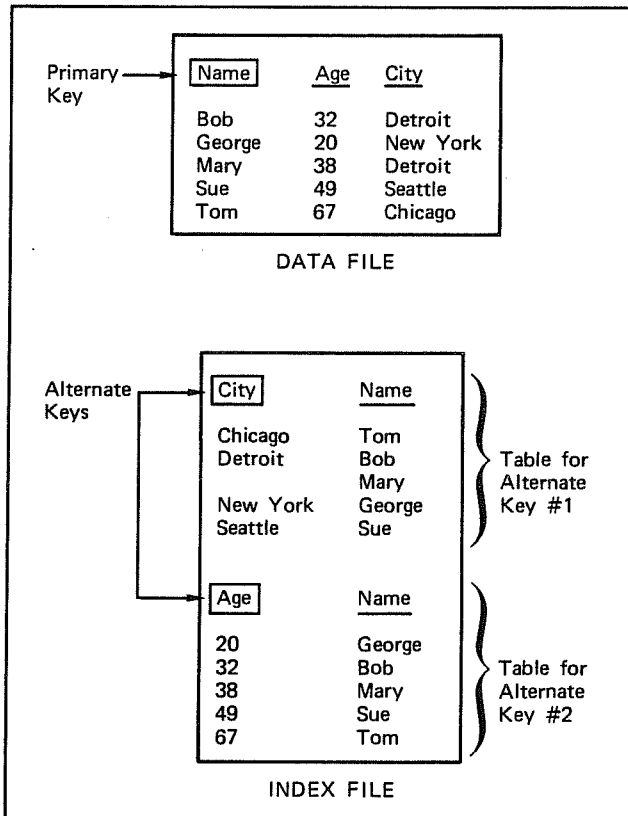 Primary Key
Name Age City
Bob 32 Detroit
George 20 New York
Mary 38 Detroit
Sue 49 Seattle
Tom 67 Chicago
DATA FILE
Alternate Keys
City Name
Chicago Tom
Detroit Bob
Mary
New York George
Seattle Sue
Table for
Alternate
Key #1
Age Name
20 George
32 Bob
38 Mary
49 Sue
67 Tom
Table for
Alternate
Key #2
INDEX FILE